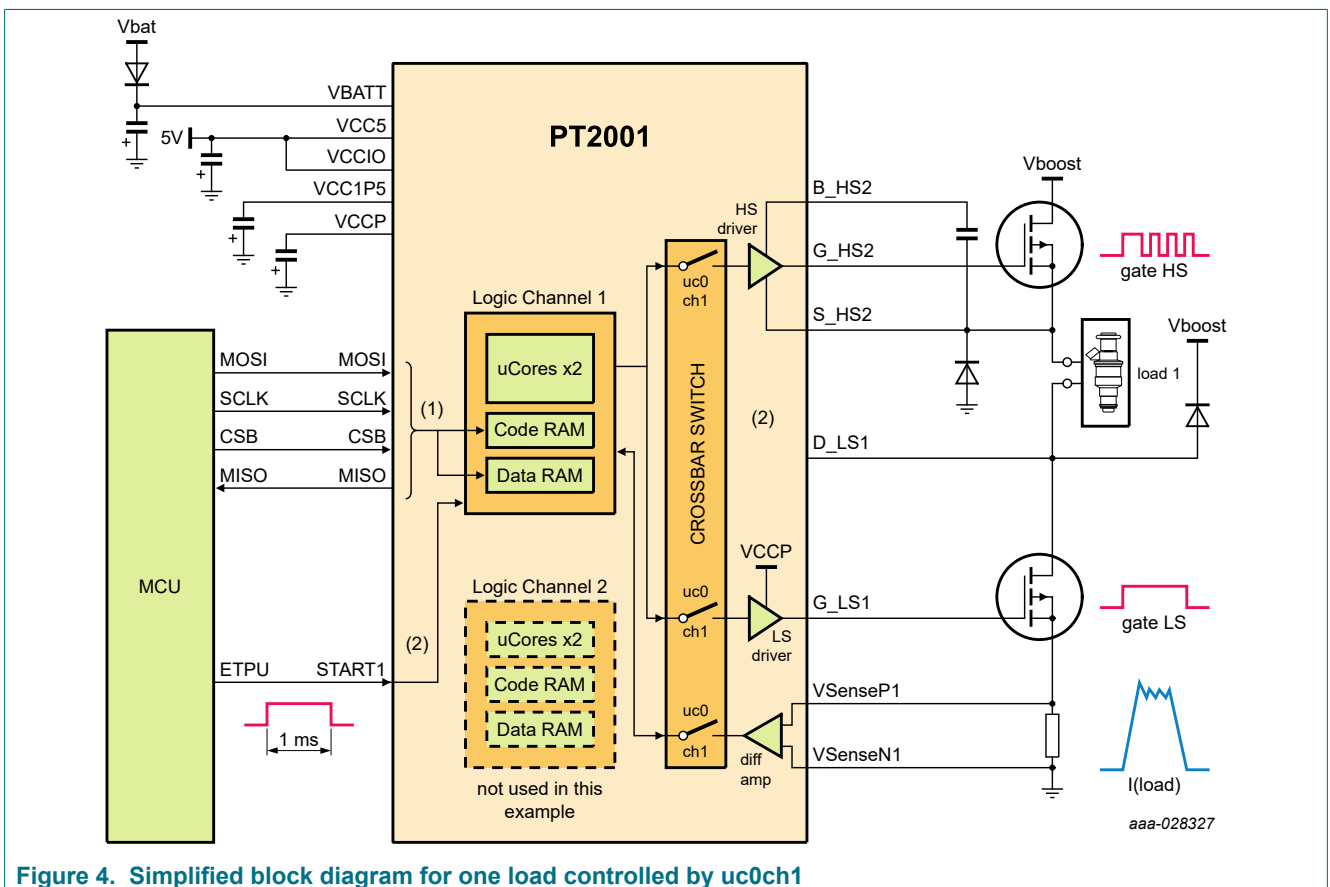 Vbat
VBATT
5V
VCC5
VCCIO
VCC1P5
VCCP
PT2001
MCU
MOSI MOSI
SCLK SCLK
CSB CSB
MISO MISO
(1)
ETPU START1
(2)
1 ms
Logic Channel 1
uCores x2
Code RAM
Data RAM
Logic Channel 2
uCores x2
Code RAM
Data RAM
not used in this
example
CROSSBAR SWITCH
uc0
ch1
uc0
ch1
uc0
ch1
HS
driver
(2)
VCCP
LS
driver
diff
amp
B_HS2
G_HS2
S_HS2
D_LS1
G_LS1
VSenseP1
VSenseN1
Vboost
gate HS
Vboost
load 1
gate LS
I(load)
aaa-028327
Figure 4. Simplified block diagram for one load controlled by uc0ch1